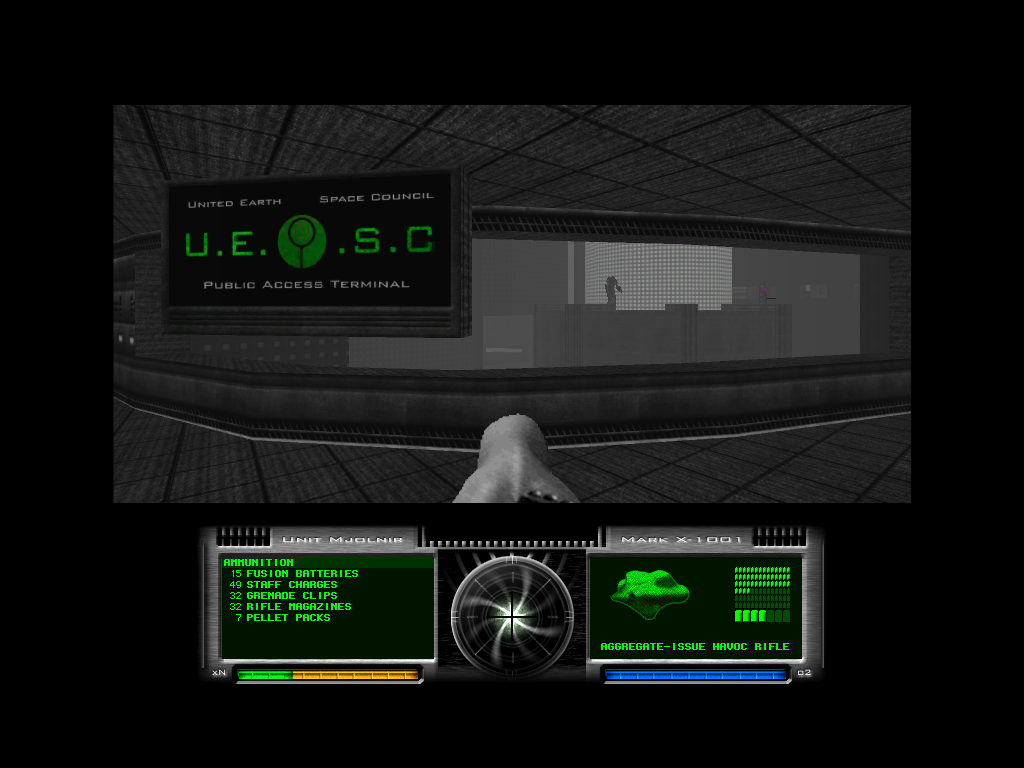 United Earth Space Council
U.E. .S.C
Public Access Terminal
Unit Mjolnir
Mark X-1001
AMMUNITION
15 FUSION BATTERIES
49 STAFF CHARGES
32 GRENADE CLIPS
32 RIFLE MAGAZINES
7 PELLET PACKS
AGGREGATE-ISSUE HAVOC RIFLE
xN
O2